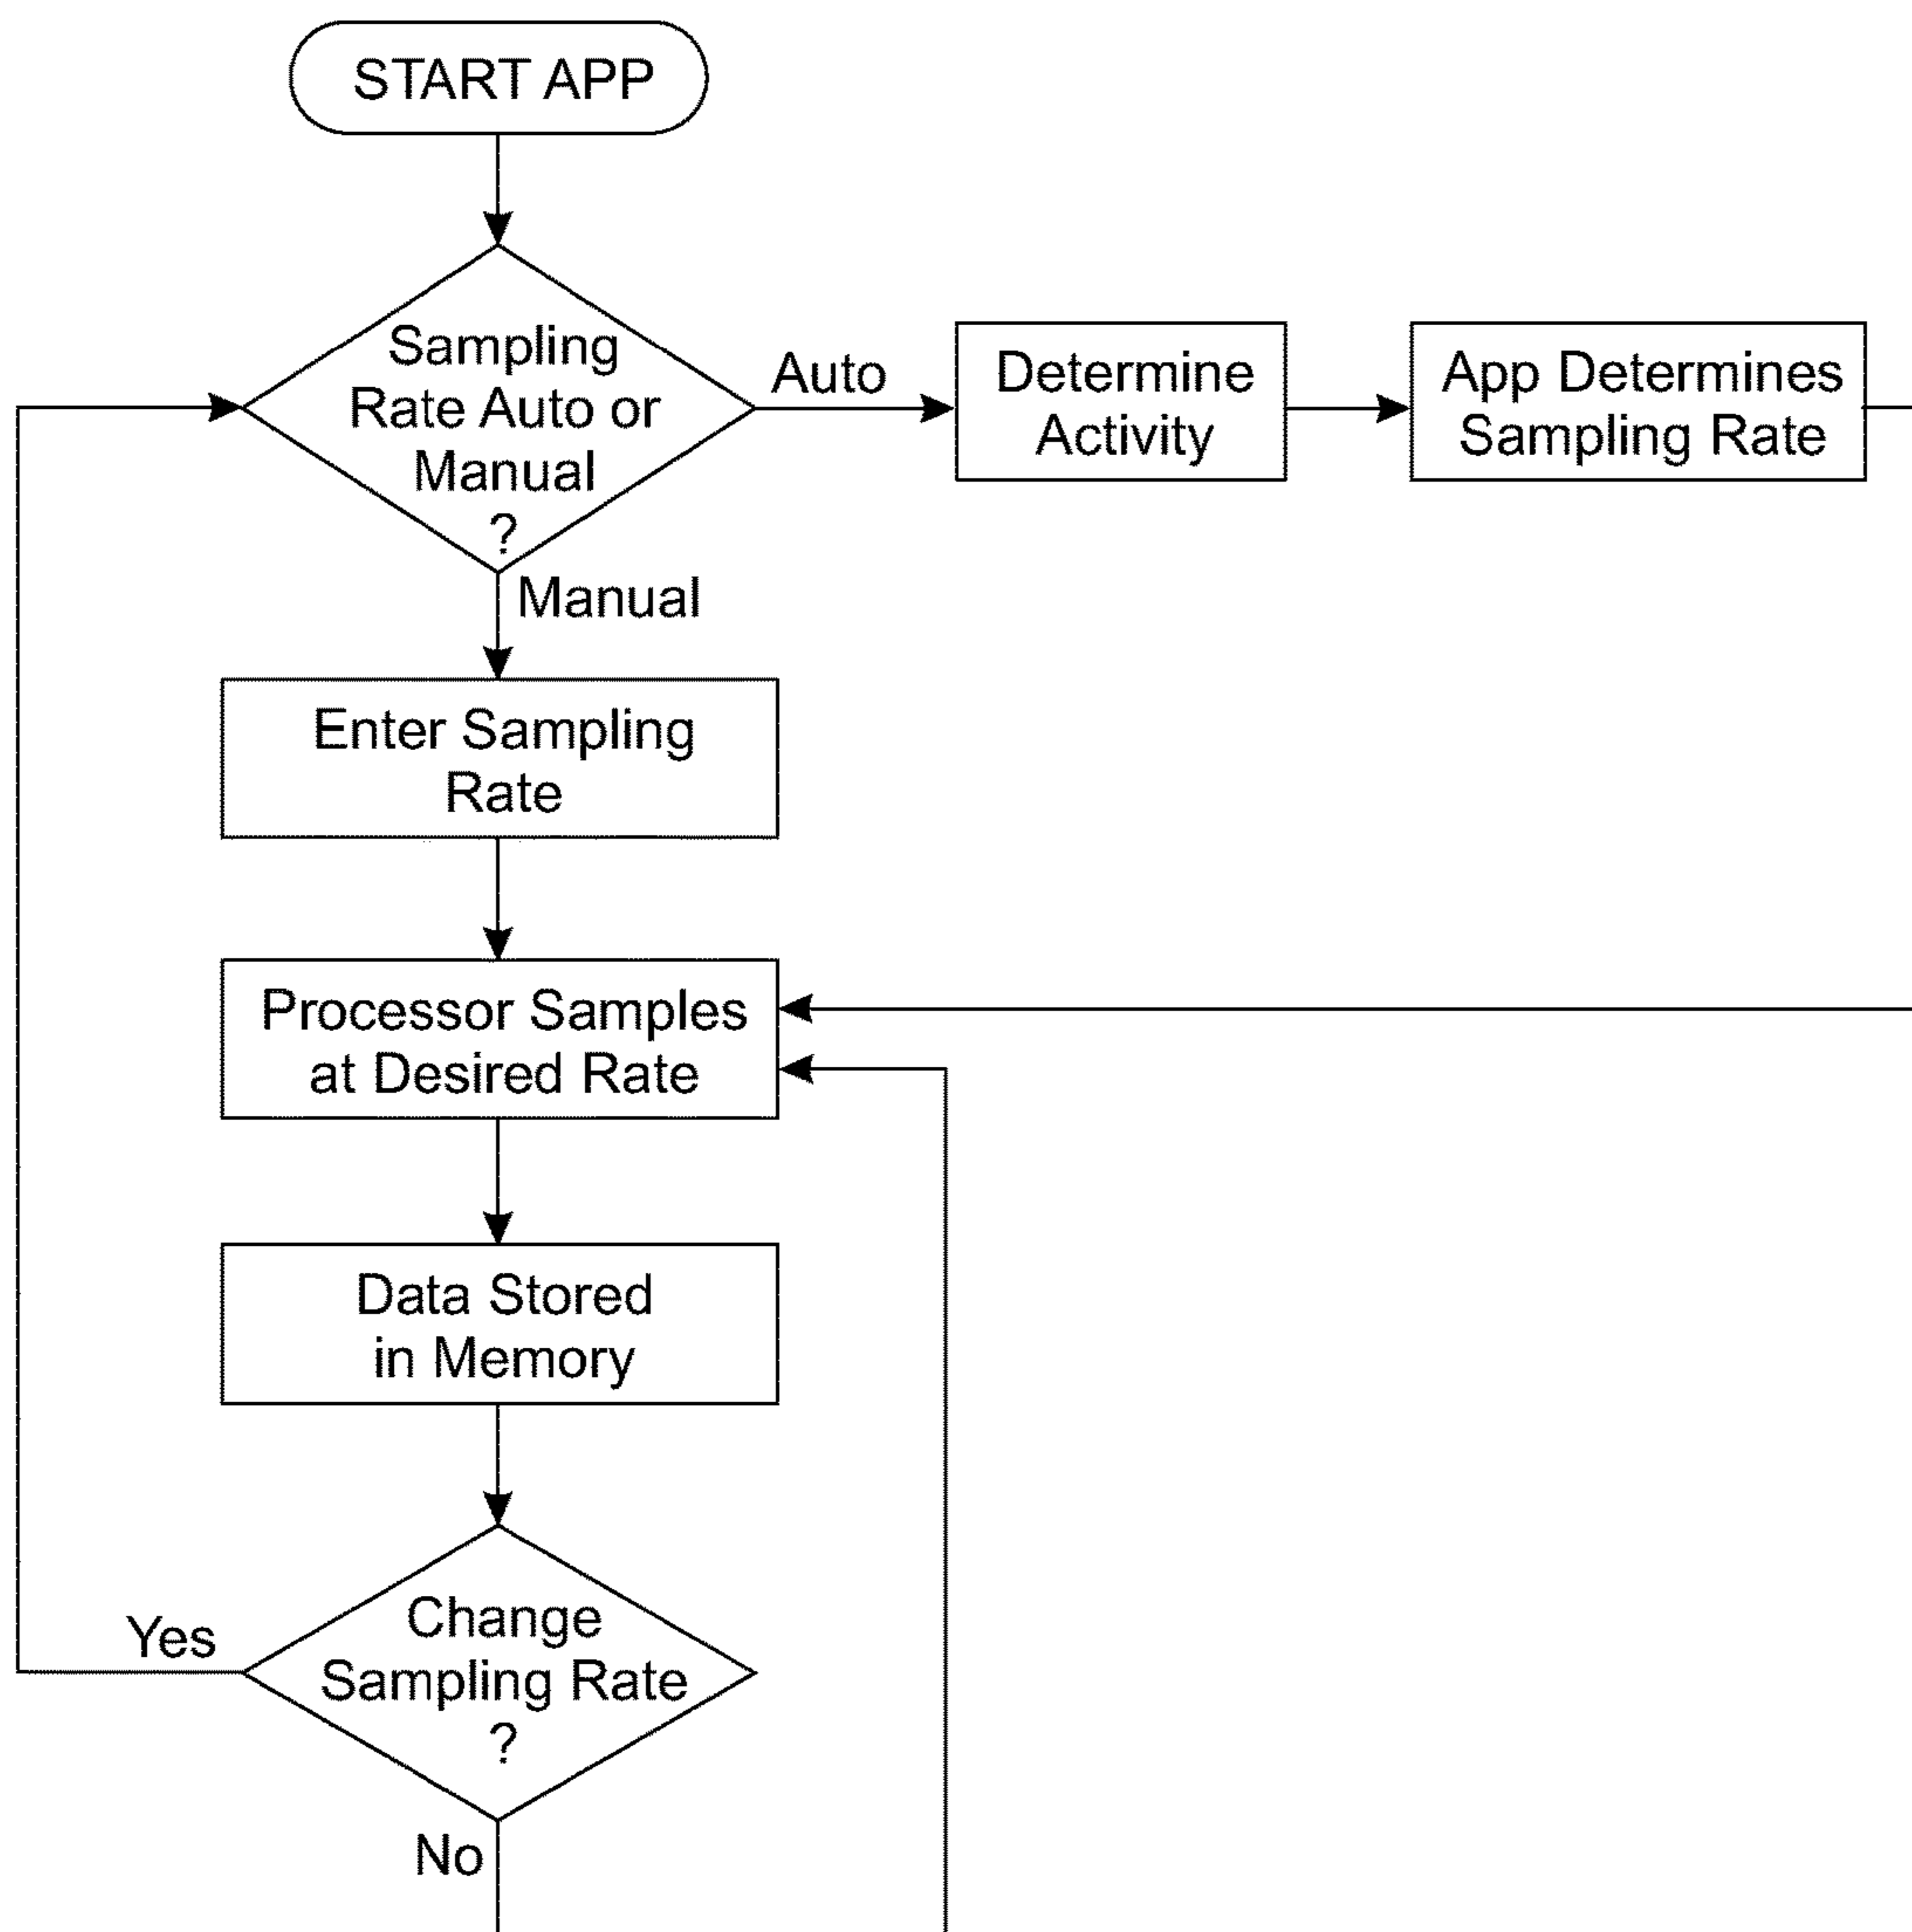 START APP
Sampling
Rate Auto or
Manual
?
Auto
Determine
Activity
App Determines
Sampling Rate
Manual
Enter Sampling
Rate
Processor Samples
at Desired Rate
Data Stored
in Memory
Change
Sampling Rate
?
Yes
No